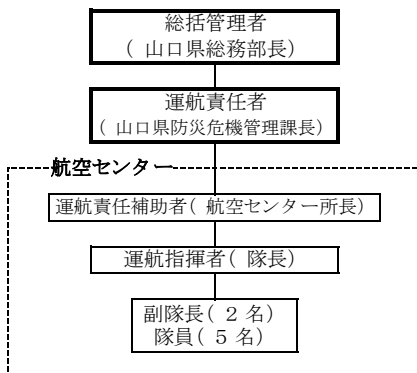 総括管理者
( 山口県総務部長)
運航責任者
( 山口県防災危機管理課長)
航空センター
運航責任補助者( 航空センター所長)
運航指揮者( 隊長)
副隊長( 2 名)
隊員( 5 名)